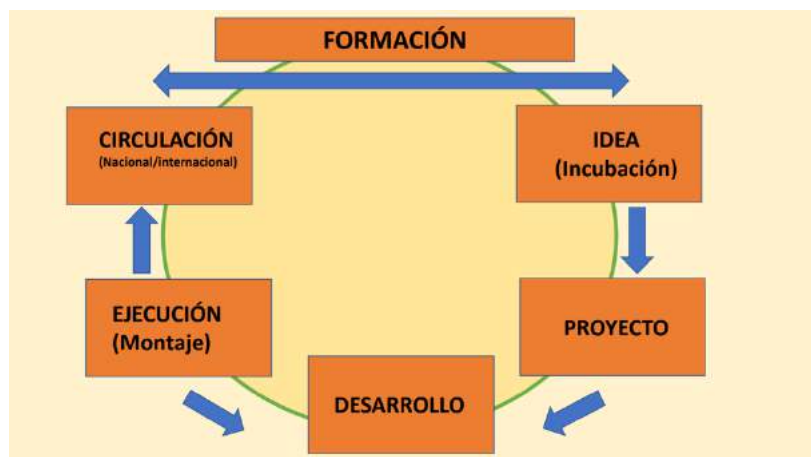 FORMACIÓN
CIRCULACIÓN
(Nacional/internacional)
IDEA
(Incubación)
EJECUCIÓN
(Montaje)
PROYECTO
DESARROLLO